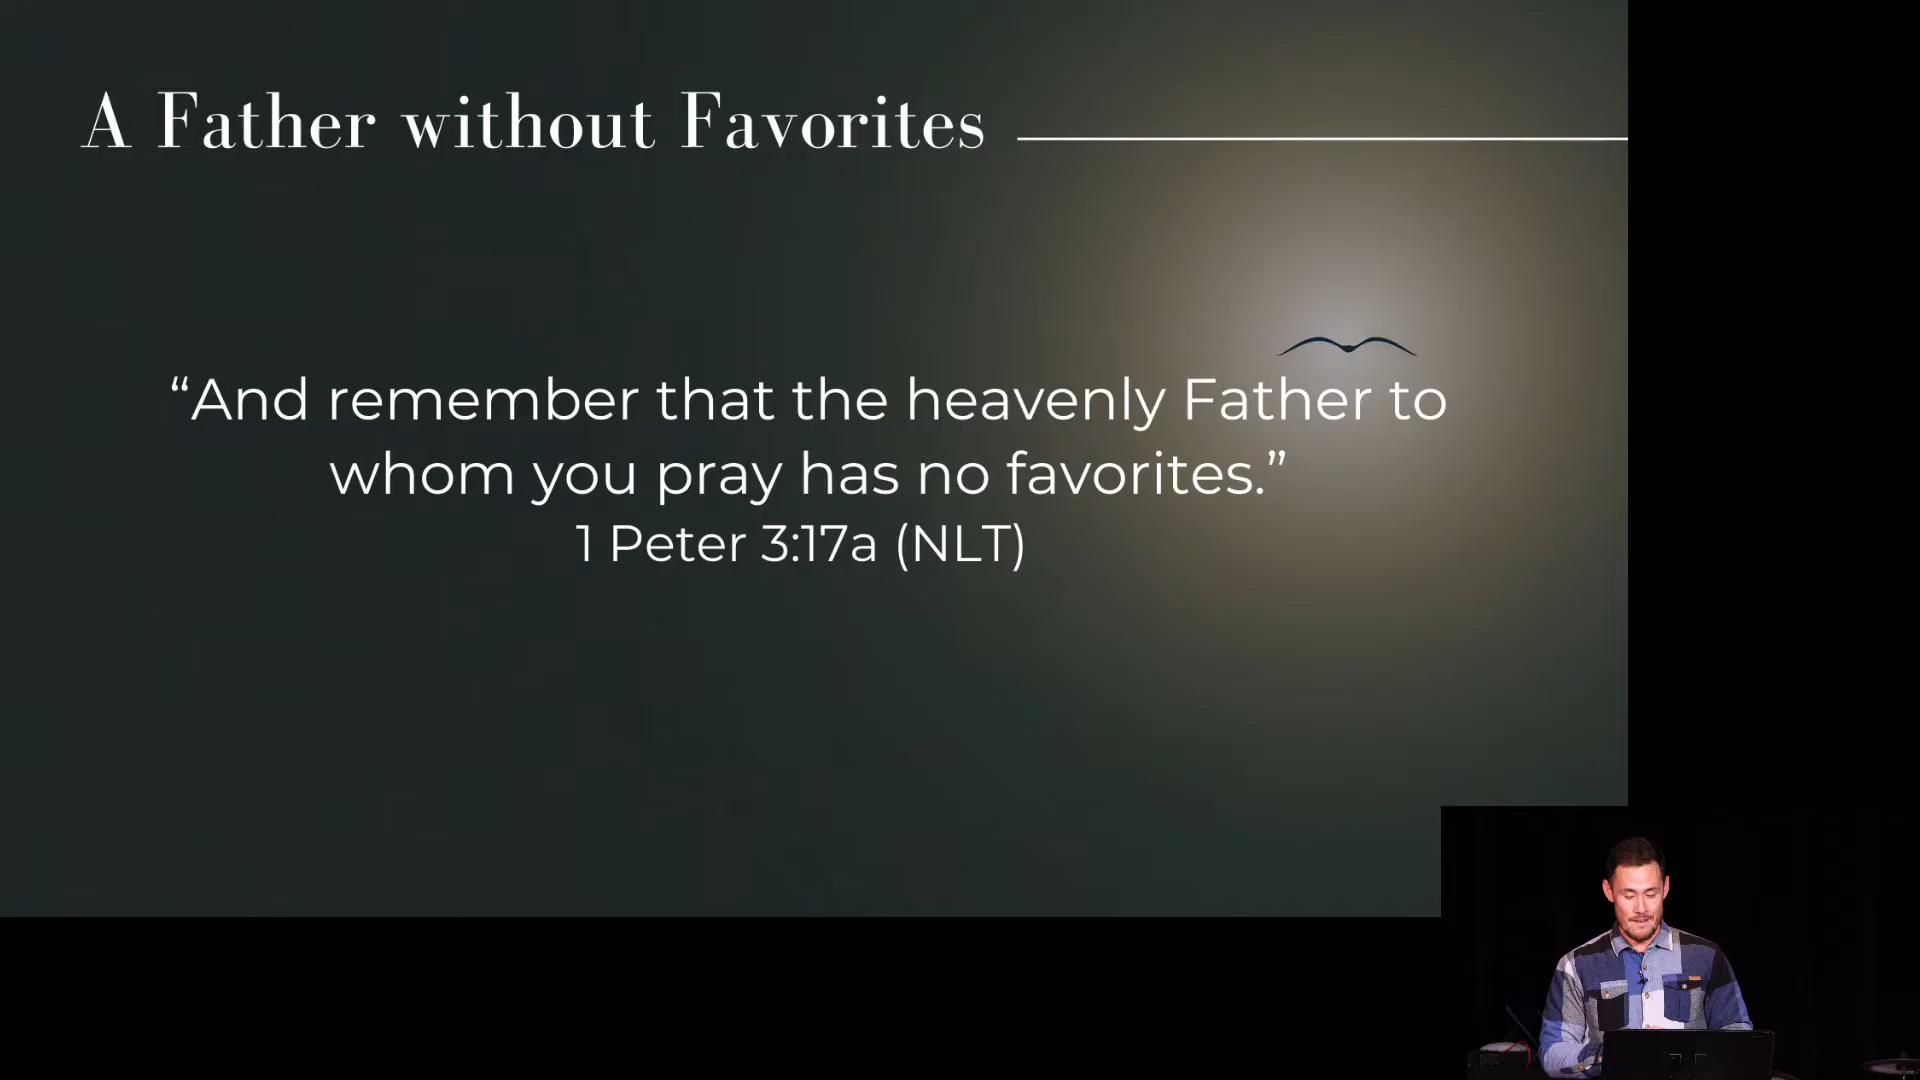 A Father without Favorites
“And remember that the heavenly Father to
whom you pray has no favorites.”
1 Peter 3:17a (NLT)